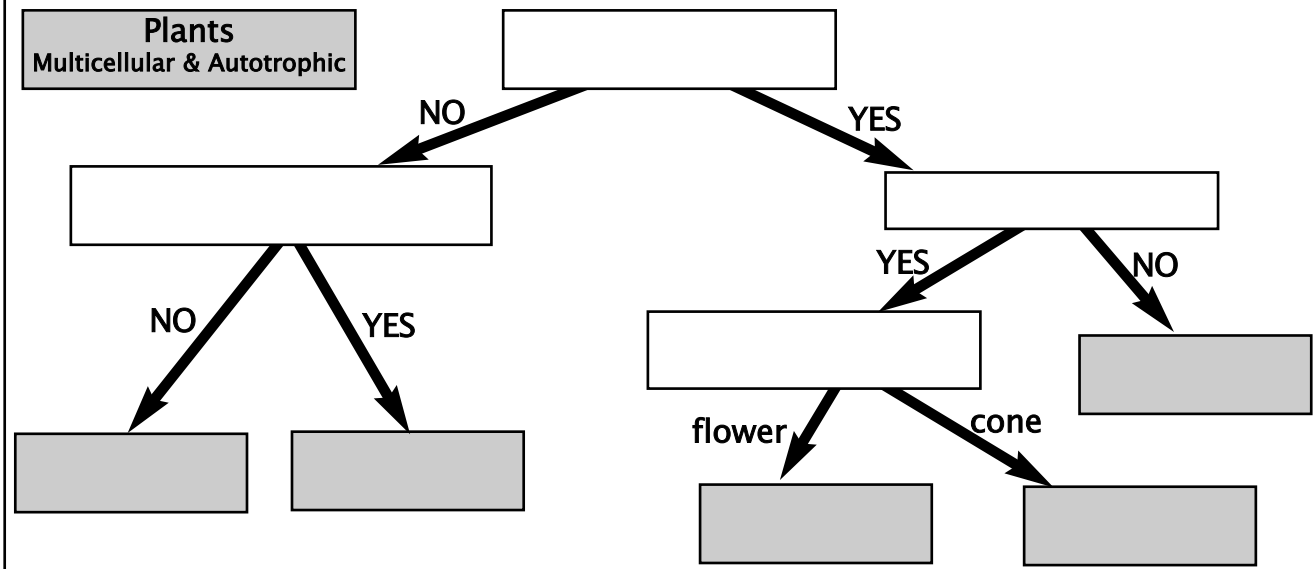 Plants
Multicellular & Autotrophic
NO
YES
YES
NO
NO
YES
flower
cone